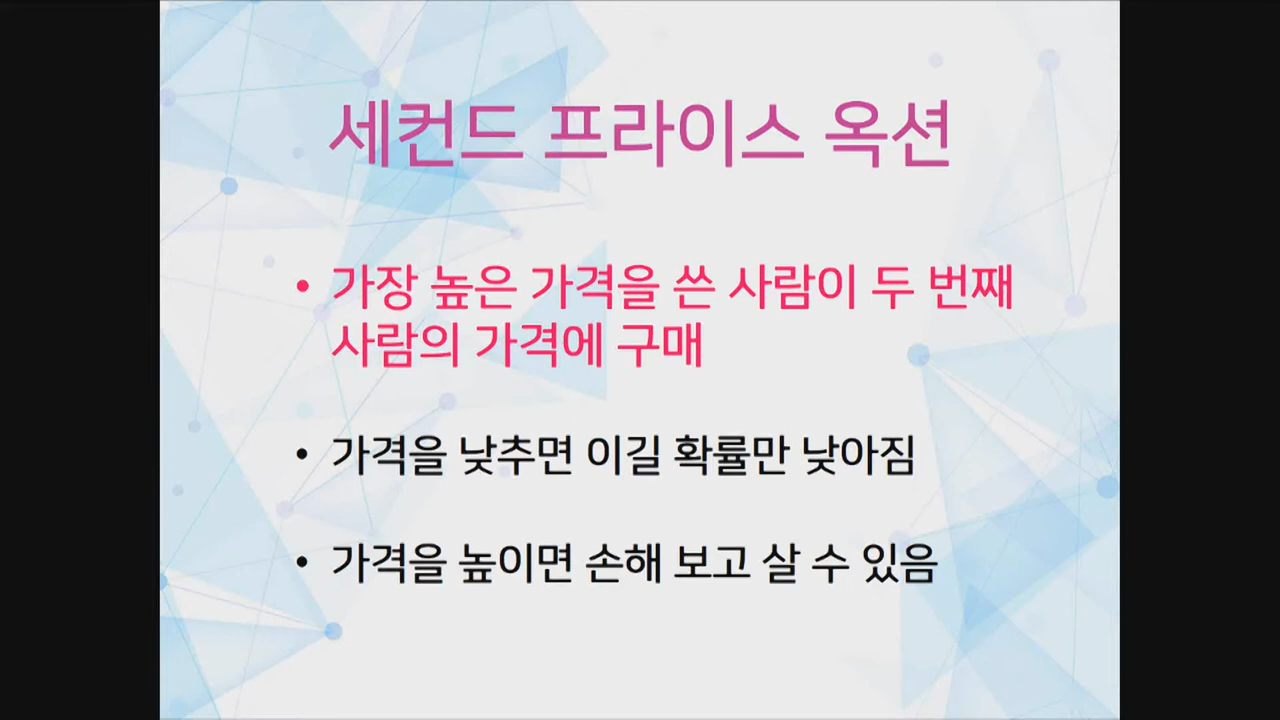 세컨드 프라이스 옥션
• 가장 높은 가격을 쓴 사람이 두 번째
사람의 가격에 구매
• 가격을 낮추면 이길 확률만 낮아짐
• 가격을 높이면 손해 보고 살 수 있음